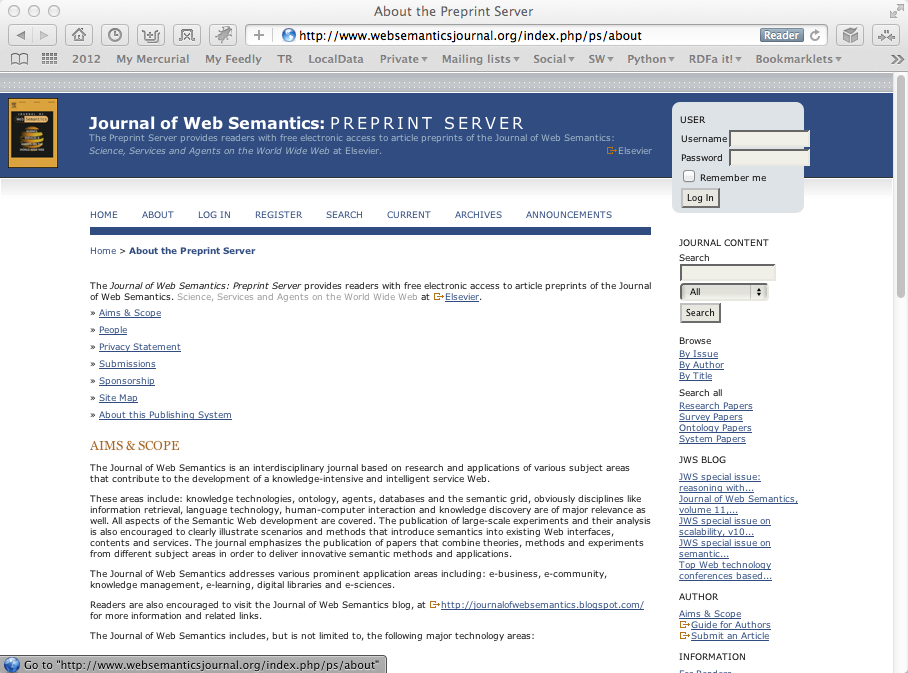 About the Preprint Server
http://www.websemanticsjournal.org/index.php/ps/about
Reader
2012 My Mercurial My Feedly TR LocalData Private Mailing lists Social SW Python RDFa it! Bookmarklets
Journal of Web Semantics: PREPRINT SERVER
The Preprint Server provides readers with free electronic access to article preprints of the Journal of Web Semantics:
Science, Services and Agents on the World Wide Web at Elsevier.
Elsevier
USER
Username
Password
Remember me
Log In
HOME ABOUT LOG IN REGISTER SEARCH CURRENT ARCHIVES ANNOUNCEMENTS
Home > About the Preprint Server
The Journal of Web Semantics: Preprint Server provides readers with free electronic access to article preprints of the Journal
of Web Semantics. Science, Services and Agents on the World Wide Web at Elsevier.
» Aims & Scope
» People
» Privacy Statement
» Submissions
» Sponsorship
» Site Map
» About this Publishing System
AIMS & SCOPE
The Journal of Web Semantics is an interdisciplinary journal based on research and applications of various subject areas
that contribute to the development of a knowledge-intensive and intelligent service Web.
These areas include: knowledge technologies, ontology, agents, databases and the semantic grid, obviously disciplines like
information retrieval, language technology, human-computer interaction and knowledge discovery are of major relevance as
well. All aspects of the Semantic Web development are covered. The publication of large-scale experiments and their analysis
is also encouraged to clearly illustrate scenarios and methods that introduce semantics into existing Web interfaces,
contents and services. The journal emphasizes the publication of papers that combine theories, methods and experiments
from different subject areas in order to deliver innovative semantic methods and applications.
The Journal of Web Semantics addresses various prominent application areas including: e-business, e-community,
knowledge management, e-learning, digital libraries and e-sciences.
Readers are also encouraged to visit the Journal of Web Semantics blog, at http://journalofwebsemantics.blogspot.com/
for more information and related links.
The Journal of Web Semantics includes, but is not limited to, the following major technology areas:
JOURNAL CONTENT
Search
All
Search
Browse
By Issue
By Author
By Title
Search all
Research Papers
Survey Papers
Ontology Papers
System Papers
JWS BLOG
JWS special issue:
reasoning with...
Journal of Web Semantics,
volume 11,...
JWS special issue on
scalability, v10...
JWS special issue on
semantic...
Top Web technology
conferences based...
AUTHOR
Aims & Scope
Guide for Authors
Submit an Article
INFORMATION
For Readers
Go to "http://www.websemanticsjournal.org/index.php/ps/about"